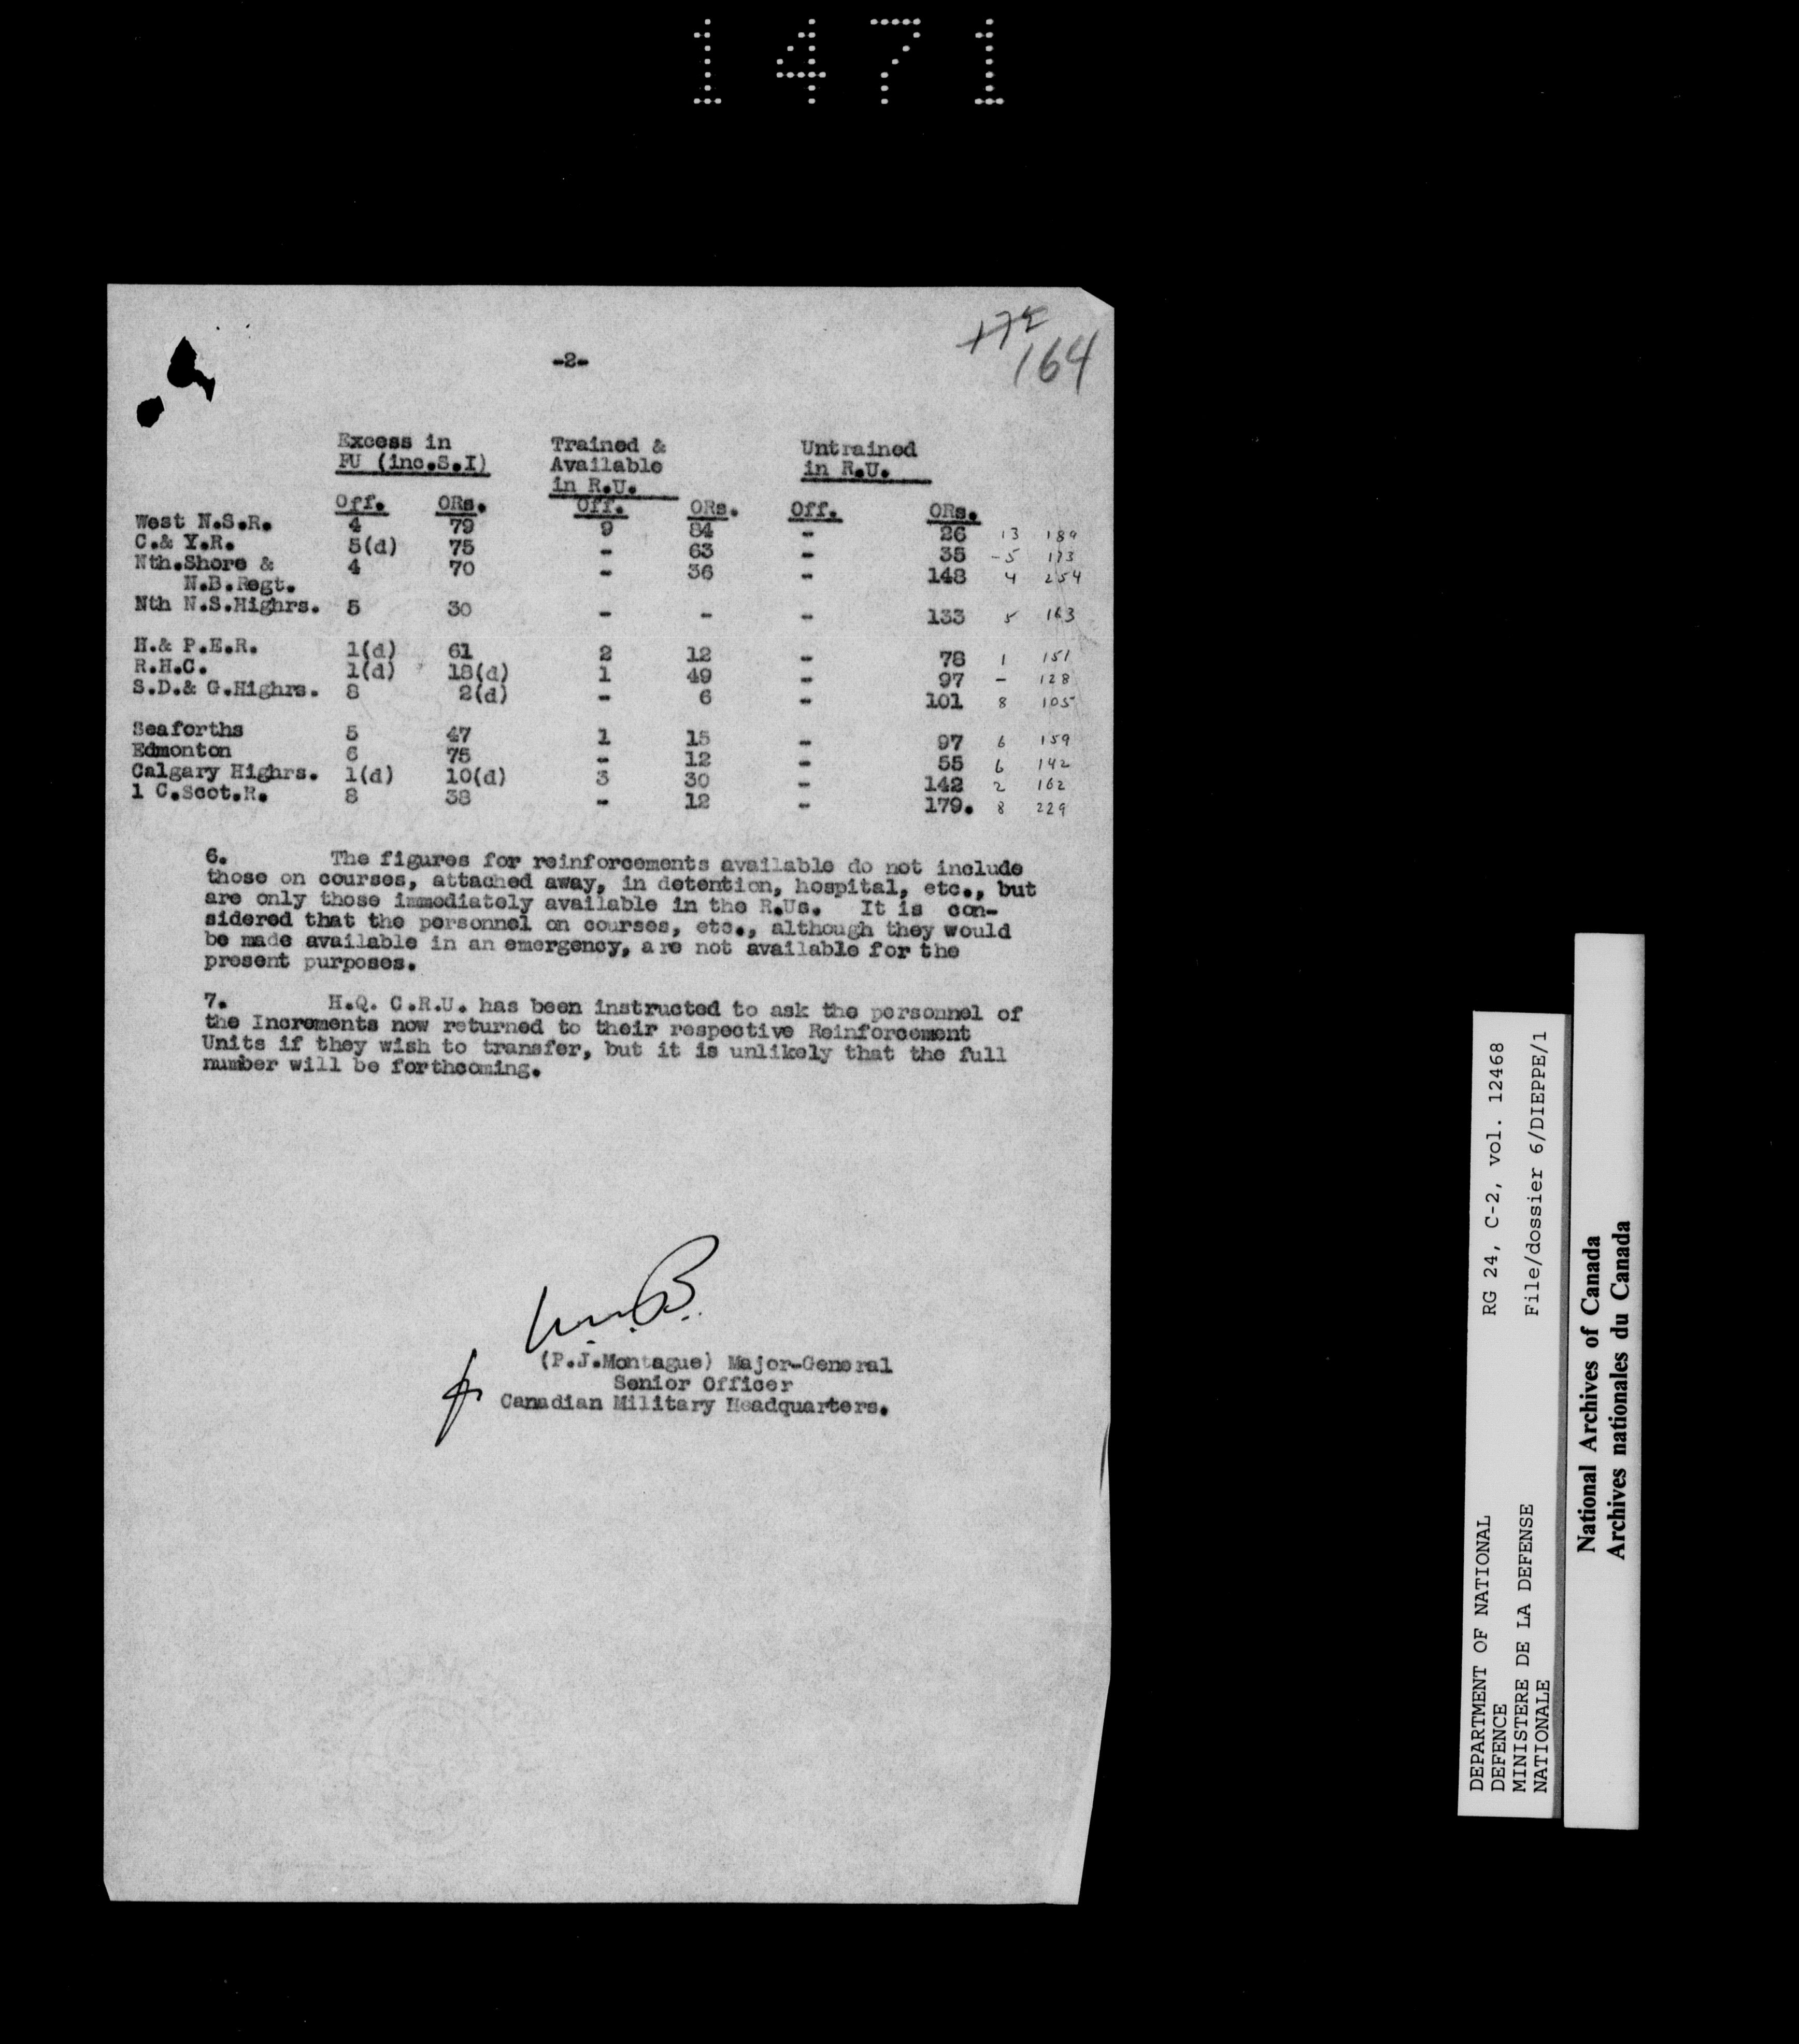 1471
175
164
-2-
Excess in Trained & Untrained
FU (inc.S.I) Available in R.U.
in R.U.
Off. ORs. Off. ORs. Off. ORs.
West N.S.R. 4 79 9 84 - 26 13 189
C.& Y.R. 5(d) 75 - 63 - 35 -5 173
Nth.Shore & 4 70 - 36 - 148 4 254
N.B.Regt.
Nth N.S.Highrs. 5 30 - - - 133 5 163
H.& P.E.R. 1(d) 61 2 12 - 78 1 151
R.H.C. 1(d) 18(d) 1 49 - 97 - 128
S.D.& G.Highrs. 8 2(d) - 6 - 101 8 105
Seaforths 5 47 1 15 - 97 6 159
Edmonton 6 75 - 12 - 55 6 142
Calgary Highrs. 1(d) 10(d) 3 30 - 142 2 162
1 C.Scot.R. 8 38 - 12 - 179. 8 229
6. The figures for reinforcements available do not include
those on courses, attached away, in detention, hospital, etc., but
are only those immediately available in the R.Us. It is con-
sidered that the personnel on courses, etc., although they would
be made available in an emergency, are not available for the
present purposes.
7. H.Q. C.R.U. has been instructed to ask the personnel of
the Increments now returned to their respective Reinforcement
Units if they wish to transfer, but it is unlikely that the full
number will be forthcoming.
(P.J.Montague) Major-General
Senior Officer
Canadian Military Headquarters.
DEPARTMENT OF NATIONAL
DEFENCE
MINISTERE DE LA DEFENSE
NATIONALE
RG 24, C-2, vol. 12468
File/dossier 6/DIEPPE/1
National Archives of Canada
Archives nationales du Canada